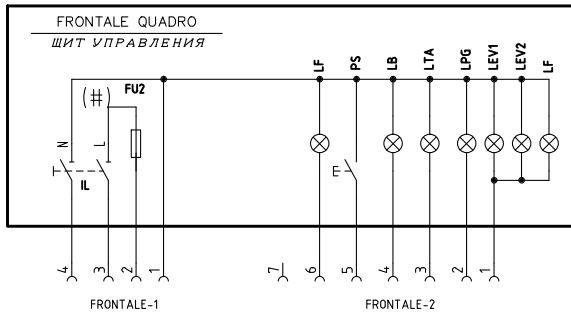 FRONTALE QUADRO
ЩИТ УПРАВЛЕНИЯ
LF PS LB LTA LPG LEV1 LEV2 LF
(#) FU2
N L
IL
4 3 2 1 7 6 5 4 3 2 1
FRONTALE-1 FRONTALE-2